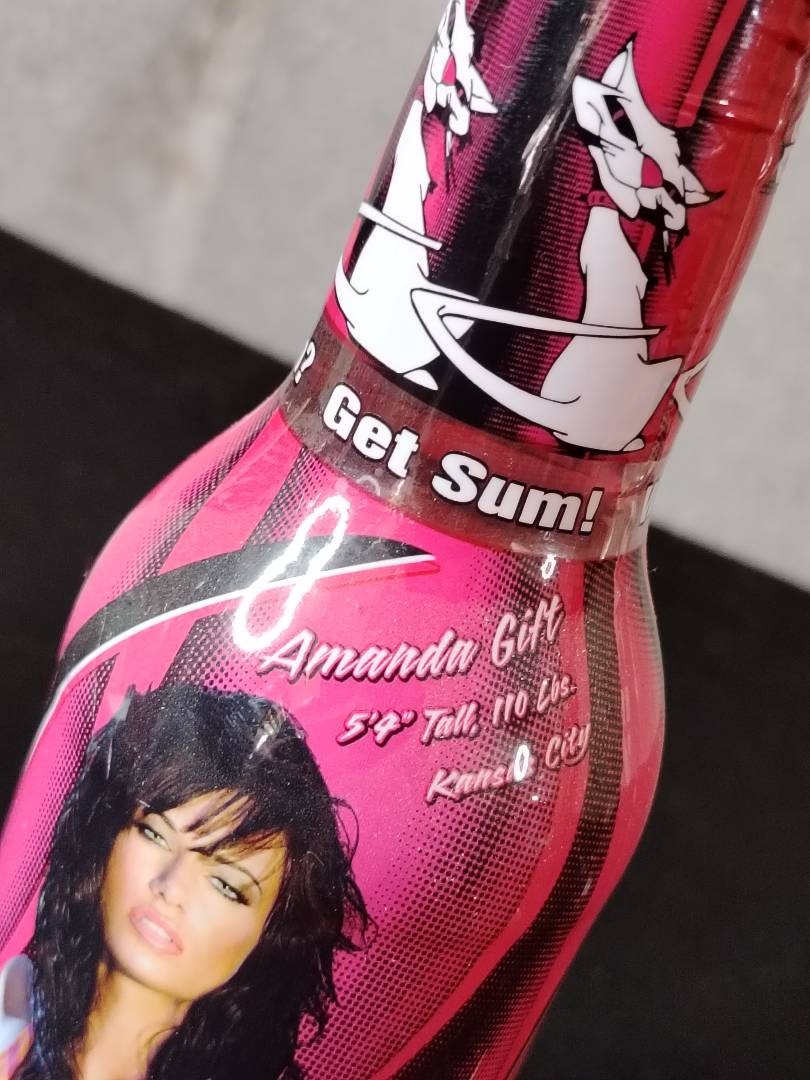 ? Get Sum!
Amanda Gift
5'4" Tall, 110 Lbs.
Kansas City